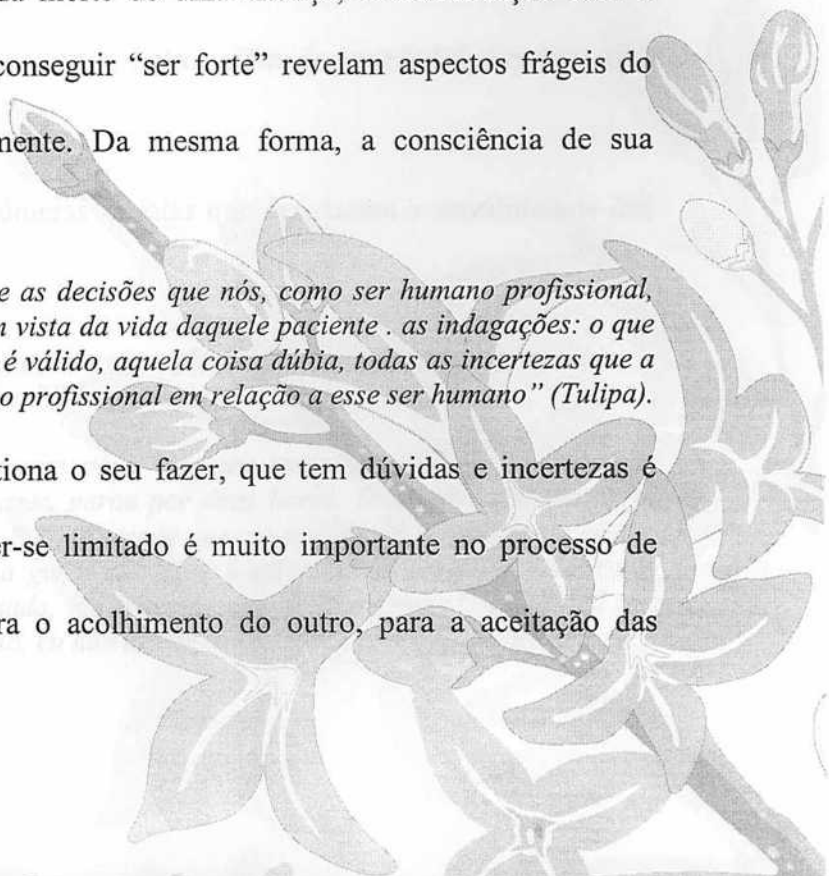 conseguir “ser forte” revelam aspectos frágeis do
mente. Da mesma forma, a consciência de sua
e as decisões que nós, como ser humano profissional,
vista da vida daquele paciente . as indagações: o que
é válido, aquela coisa dúbia, todas as incertezas que a
o profissional em relação a esse ser humano” (Tulipa).
tiona o seu fazer, que tem dúvidas e incertezas é
er-se limitado é muito importante no processo de
ra o acolhimento do outro, para a aceitação das